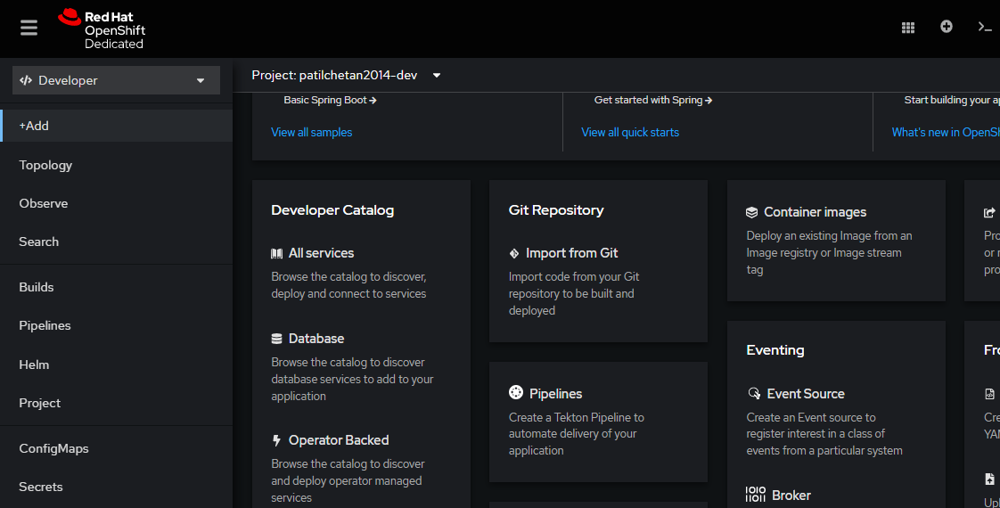 Red Hat
OpenShift
Dedicated
Developer
+Add
Topology
Observe
Search
Builds
Pipelines
Helm
Project
ConfigMaps
Secrets
Project: patilchetan2014-dev
Basic Spring Boot
View all samples
Get started with Spring
View all quick starts
Start building your
What's new in
Developer Catalog
All services
Browse the catalog to discover,
deploy and connect to services
Database
Browse the catalog to discover
database services to add to your
application
Operator Backed
Browse the catalog to discover
and deploy operator managed
services
Git Repository
Import from Git
Import code from your Git
repository to be built and
deployed
Pipelines
Create a Tekton Pipeline to
automate delivery of your
application
Container images
Deploy an existing Image from an
Image registry or Image stream
tag
Eventing
Event Source
Create an Event source to
register interest in a class of
events from a particular system
Broker
or